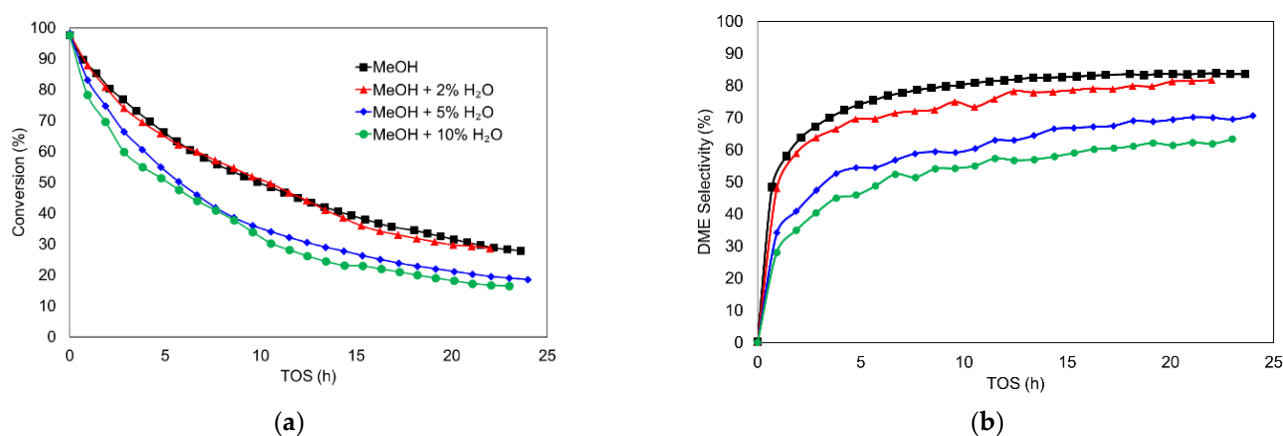 100
90
80
70
60
50
40
30
20
10
0
Conversion (%)
0 5 10 15 20 25
TOS (h)
MeOH
MeOH + 2% H₂O
MeOH + 5% H₂O
MeOH + 10% H₂O
(a)
100
90
80
70
60
50
40
30
20
10
0
DME Selectivity (%)
0 5 10 15 20 25
TOS (h)
(b)